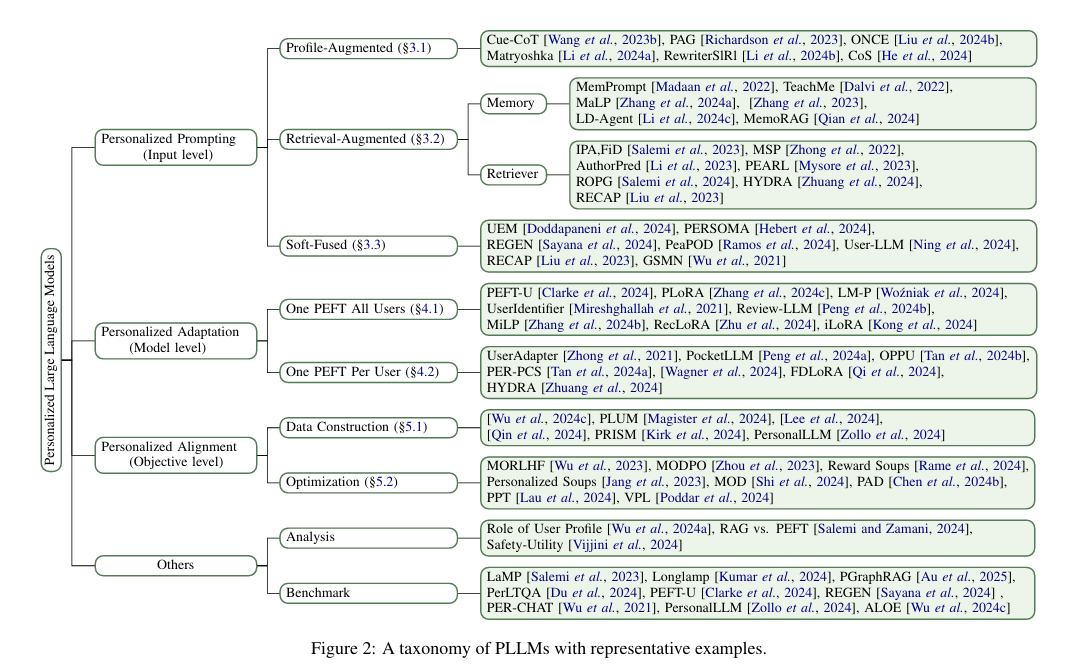 Personalized Large Language Models
Personalized Prompting
(Input level)
Profile-Augmented (§3.1)
Cue-CoT [Wang et al., 2023b], PAG [Richardson et al., 2023], ONCE [Liu et al., 2024b],
Matryoshka [Li et al., 2024a], RewriterSlRl [Li et al., 2024b], CoS [He et al., 2024]
Retrieval-Augmented (§3.2)
Memory
MemPrompt [Madaan et al., 2022], TeachMe [Dalvi et al., 2022],
MaLP [Zhang et al., 2024a], [Zhang et al., 2023],
LD-Agent [Li et al., 2024c], MemoRAG [Qian et al., 2024]
Retriever
IPA,FiD [Salemi et al., 2023], MSP [Zhong et al., 2022],
AuthorPred [Li et al., 2023], PEARL [Mysore et al., 2023],
ROPG [Salemi et al., 2024], HYDRA [Zhuang et al., 2024],
RECAP [Liu et al., 2023]
Soft-Fused (§3.3)
UEM [Doddapaneni et al., 2024], PERSOMA [Hebert et al., 2024],
REGEN [Sayana et al., 2024], PeaPOD [Ramos et al., 2024], User-LLM [Ning et al., 2024],
RECAP [Liu et al., 2023], GSMN [Wu et al., 2021]
Personalized Adaptation
(Model level)
One PEFT All Users (§4.1)
PEFT-U [Clarke et al., 2024], PLoRA [Zhang et al., 2024c], LM-P [Woźniak et al., 2024],
UserIdentifier [Mireshghallah et al., 2021], Review-LLM [Peng et al., 2024b],
MiLP [Zhang et al., 2024b], RecLoRA [Zhu et al., 2024], iLoRA [Kong et al., 2024]
One PEFT Per User (§4.2)
UserAdapter [Zhong et al., 2021], PocketLLM [Peng et al., 2024a], OPPU [Tan et al., 2024b],
PER-PCS [Tan et al., 2024a], [Wagner et al., 2024], FDLoRA [Qi et al., 2024],
HYDRA [Zhuang et al., 2024]
Personalized Alignment
(Objective level)
Data Construction (§5.1)
[Wu et al., 2024c], PLUM [Magister et al., 2024], [Lee et al., 2024],
[Qin et al., 2024], PRISM [Kirk et al., 2024], PersonalLLM [Zollo et al., 2024]
Optimization (§5.2)
MORLHF [Wu et al., 2023], MODPO [Zhou et al., 2023], Reward Soups [Rame et al., 2024],
Personalized Soups [Jang et al., 2023], MOD [Shi et al., 2024], PAD [Chen et al., 2024b],
PPT [Lau et al., 2024], VPL [Poddar et al., 2024]
Others
Analysis
Role of User Profile [Wu et al., 2024a], RAG vs. PEFT [Salemi and Zamani, 2024],
Safety-Utility [Vijjini et al., 2024]
Benchmark
LaMP [Salemi et al., 2023], Longlamp [Kumar et al., 2024], PGraphRAG [Au et al., 2025],
PerLTQA [Du et al., 2024], PEFT-U [Clarke et al., 2024], REGEN [Sayana et al., 2024] ,
PER-CHAT [Wu et al., 2021], PersonalLLM [Zollo et al., 2024], ALOE [Wu et al., 2024c]
Figure 2: A taxonomy of PLLMs with representative examples.